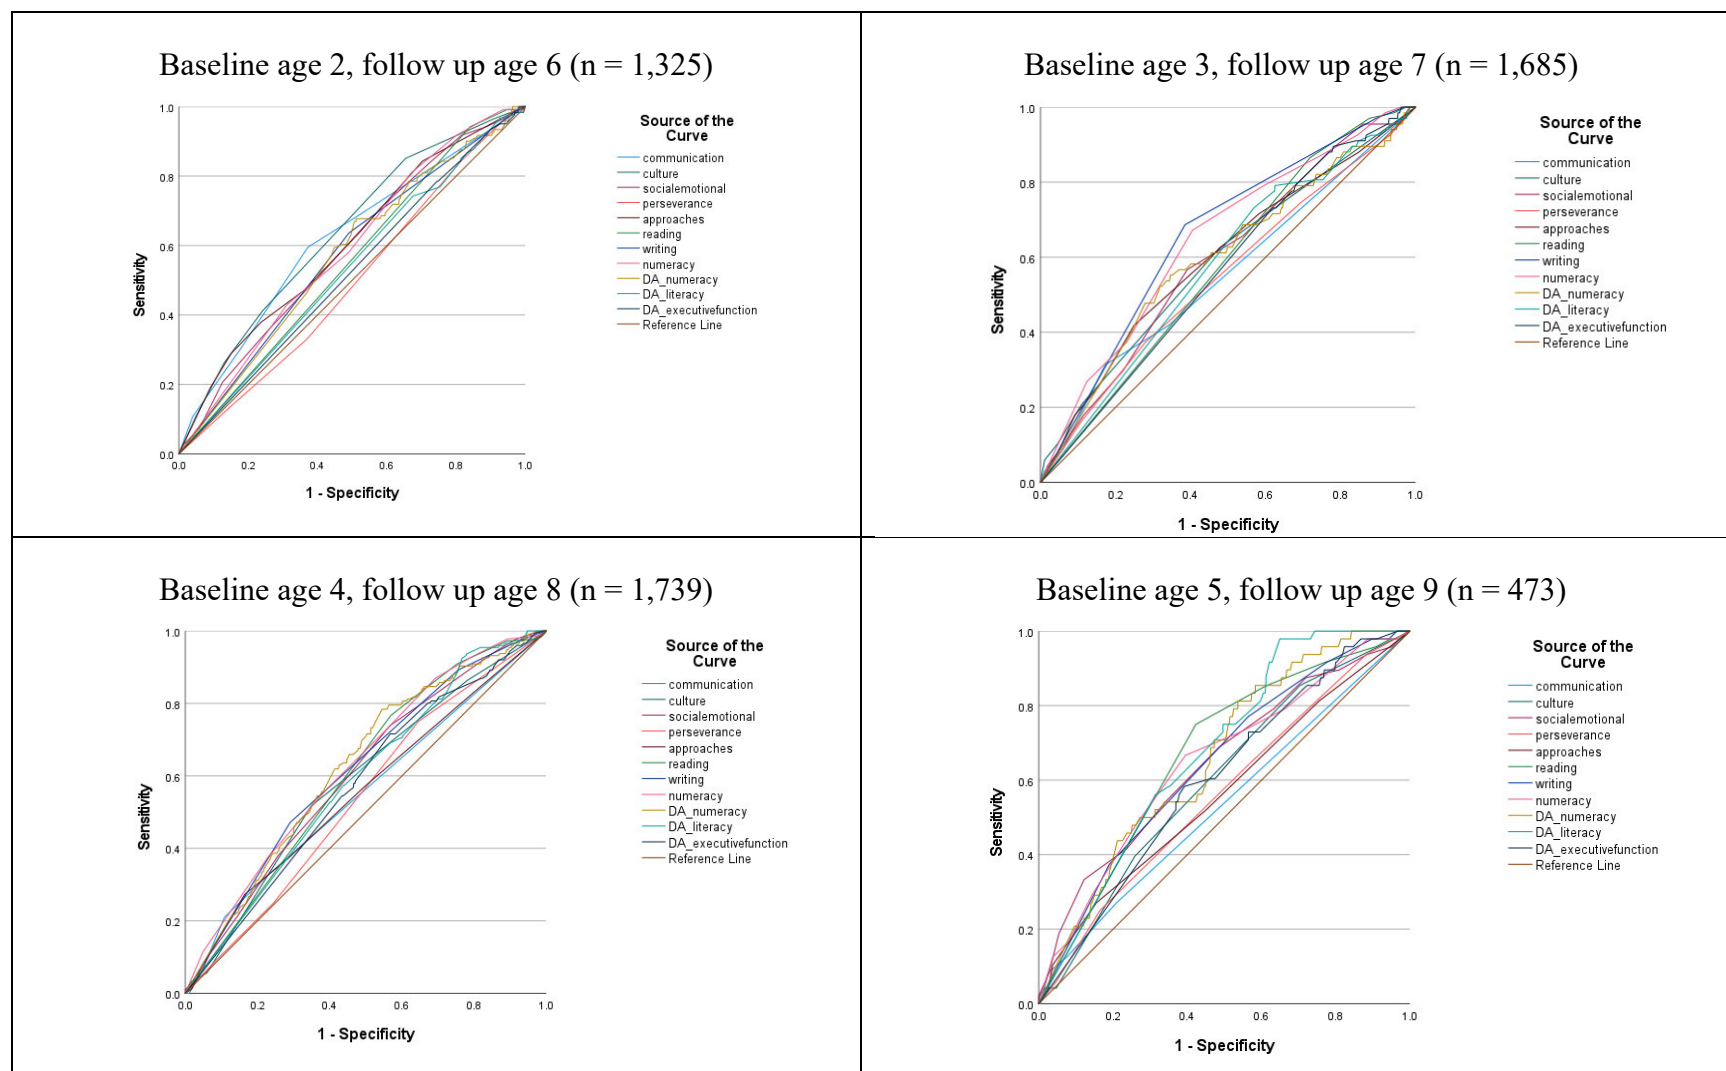 Baseline age 2, follow up age 6 (n = 1,325)
1.0
0.8
0.6
0.4
0.2
0.0
Sensitivity
0.0 0.2 0.4 0.6 0.8 1.0
1 - Specificity
Source of the
Curve
communication
culture
socialemotional
perseverance
approaches
reading
writing
numeracy
DA_numeracy
DA_literacy
DA_executivefunction
Reference Line
Baseline age 3, follow up age 7 (n = 1,685)
1.0
0.8
0.6
0.4
0.2
0.0
Sensitivity
0.0 0.2 0.4 0.6 0.8 1.0
1 - Specificity
Source of the
Curve
communication
culture
socialemotional
perseverance
approaches
reading
writing
numeracy
DA_numeracy
DA_literacy
DA_executivefunction
Reference Line
Baseline age 4, follow up age 8 (n = 1,739)
1.0
0.8
0.6
0.4
0.2
0.0
Sensitivity
0.0 0.2 0.4 0.6 0.8 1.0
1 - Specificity
Source of the
Curve
communication
culture
socialemotional
perseverance
approaches
reading
writing
numeracy
DA_numeracy
DA_literacy
DA_executivefunction
Reference Line
Baseline age 5, follow up age 9 (n = 473)
1.0
0.8
0.6
0.4
0.2
0.0
Sensitivity
0.0 0.2 0.4 0.6 0.8 1.0
1 - Specificity
Source of the
Curve
communication
culture
socialemotional
perseverance
approaches
reading
writing
numeracy
DA_numeracy
DA_literacy
DA_executivefunction
Reference Line